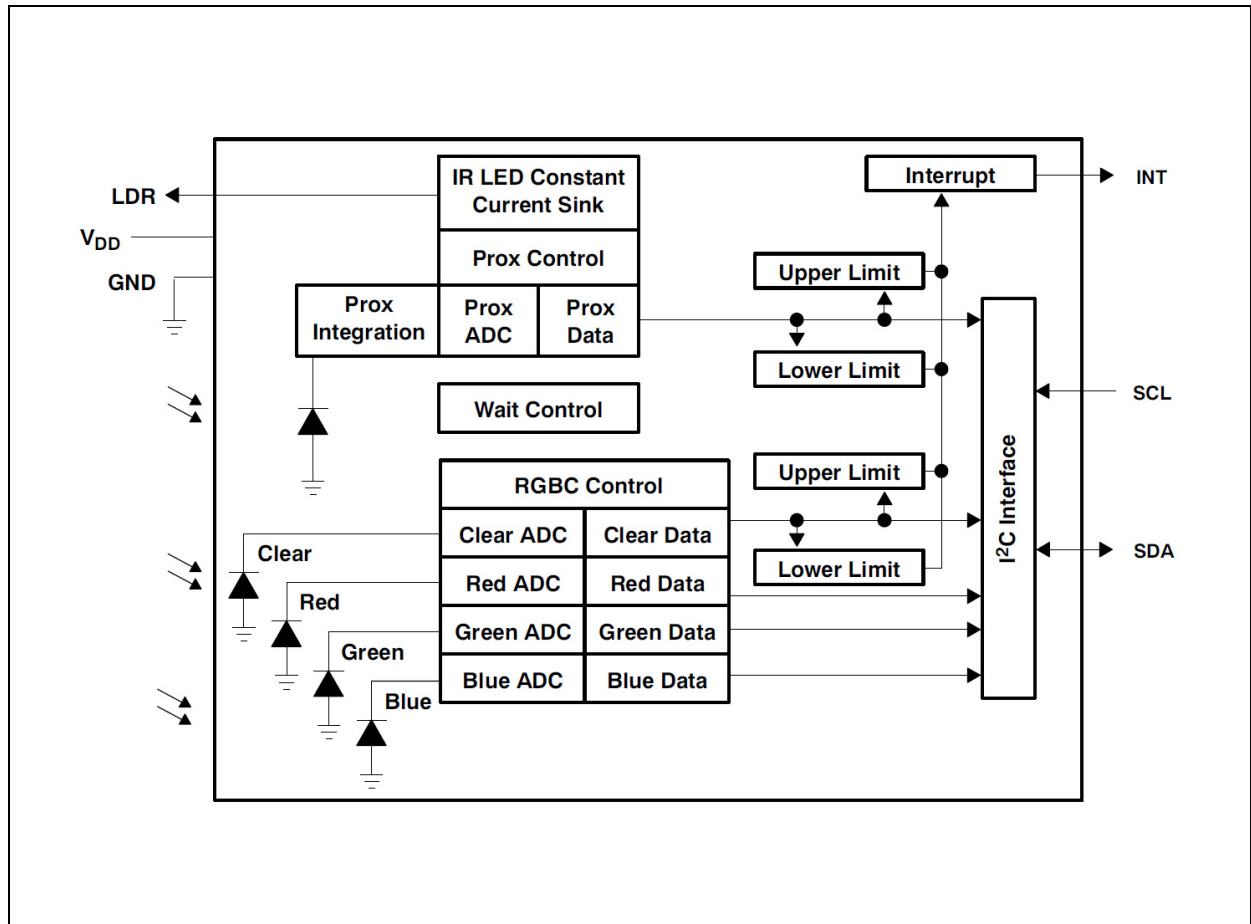 IR LED Constant
Current Sink
Interrupt
INT
LDR
V_DD
Prox Control
Upper Limit
GND
Prox
Integration
Prox
ADC
Prox
Data
Lower Limit
SCL
Wait Control
Upper Limit
RGBC Control
I²C Interface
Clear
Clear ADC
Clear Data
Lower Limit
SDA
Red
Red ADC
Red Data
Green
Green ADC
Green Data
Blue
Blue ADC
Blue Data